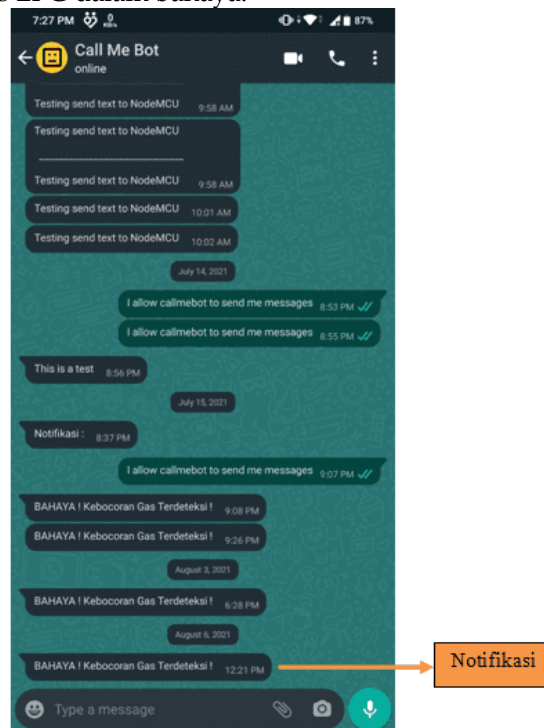 7:27 PM 87%
Call Me Bot
online
Testing send text to NodeMCU 9:58 AM
Testing send text to NodeMCU
Testing send text to NodeMCU 9:58 AM
Testing send text to NodeMCU 10:01 AM
Testing send text to NodeMCU 10:02 AM
July 14, 2021
I allow callmebot to send me messages 8:53 PM
I allow callmebot to send me messages 8:55 PM
This is a test 8:56 PM
July 15, 2021
Notifikasi : 8:37 PM
I allow callmebot to send me messages 9:07 PM
BAHAYA ! Kebocoran Gas Terdeteksi ! 9:08 PM
BAHAYA ! Kebocoran Gas Terdeteksi ! 9:26 PM
August 3, 2021
BAHAYA ! Kebocoran Gas Terdeteksi ! 6:28 PM
August 6, 2021
BAHAYA ! Kebocoran Gas Terdeteksi ! 12:21 PM
Notifikasi
Type a message